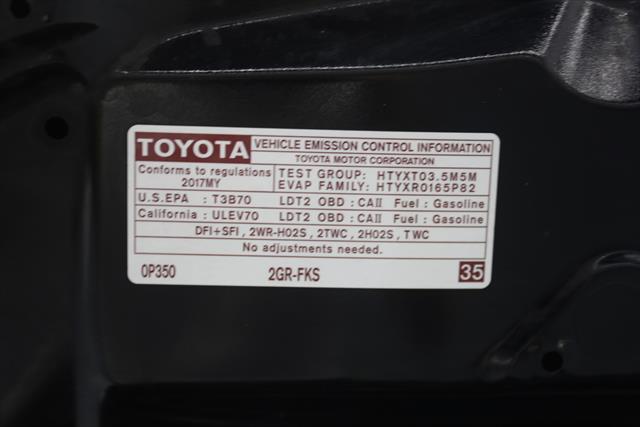 TOYOTA
VEHICLE EMISSION CONTROL INFORMATION
TOYOTA MOTOR CORPORATION
Conforms to regulations
2017MY
TEST GROUP: HTYXT03.5M5M
EVAP FAMILY: HTYXR0165P82
U.S.EPA : T3B70 LDT2 OBD : CAII Fuel : Gasoline
California : ULEV70 LDT2 OBD : CAII Fuel : Gasoline
DFI+SFI , 2WR-HO2S , 2TWC , 2HO2S , TWC
No adjustments needed.
0P350 2GR-FKS 35